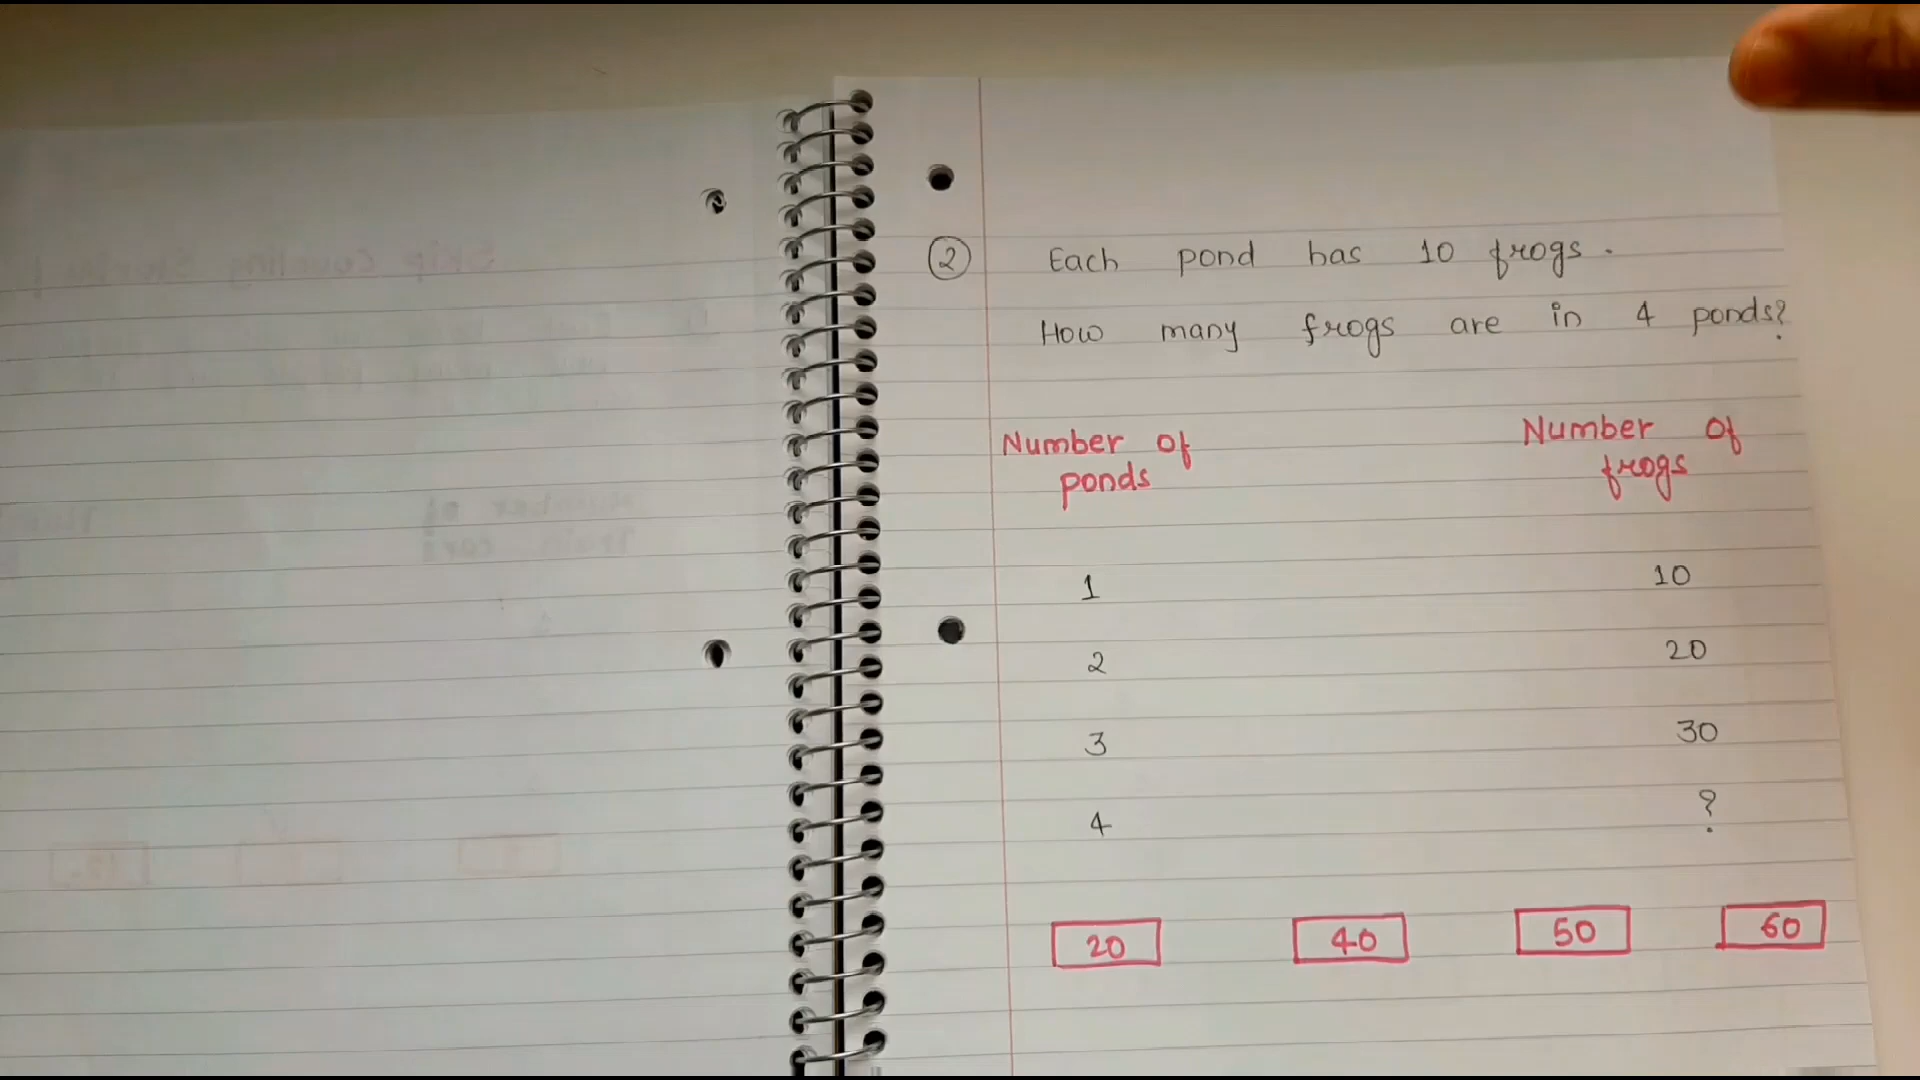 ② Each pond has 10 frogs.
How many frogs are in 4 ponds?
Number of ponds Number of frogs
1 10
2 20
3 30
4 ?
20 40 50 60